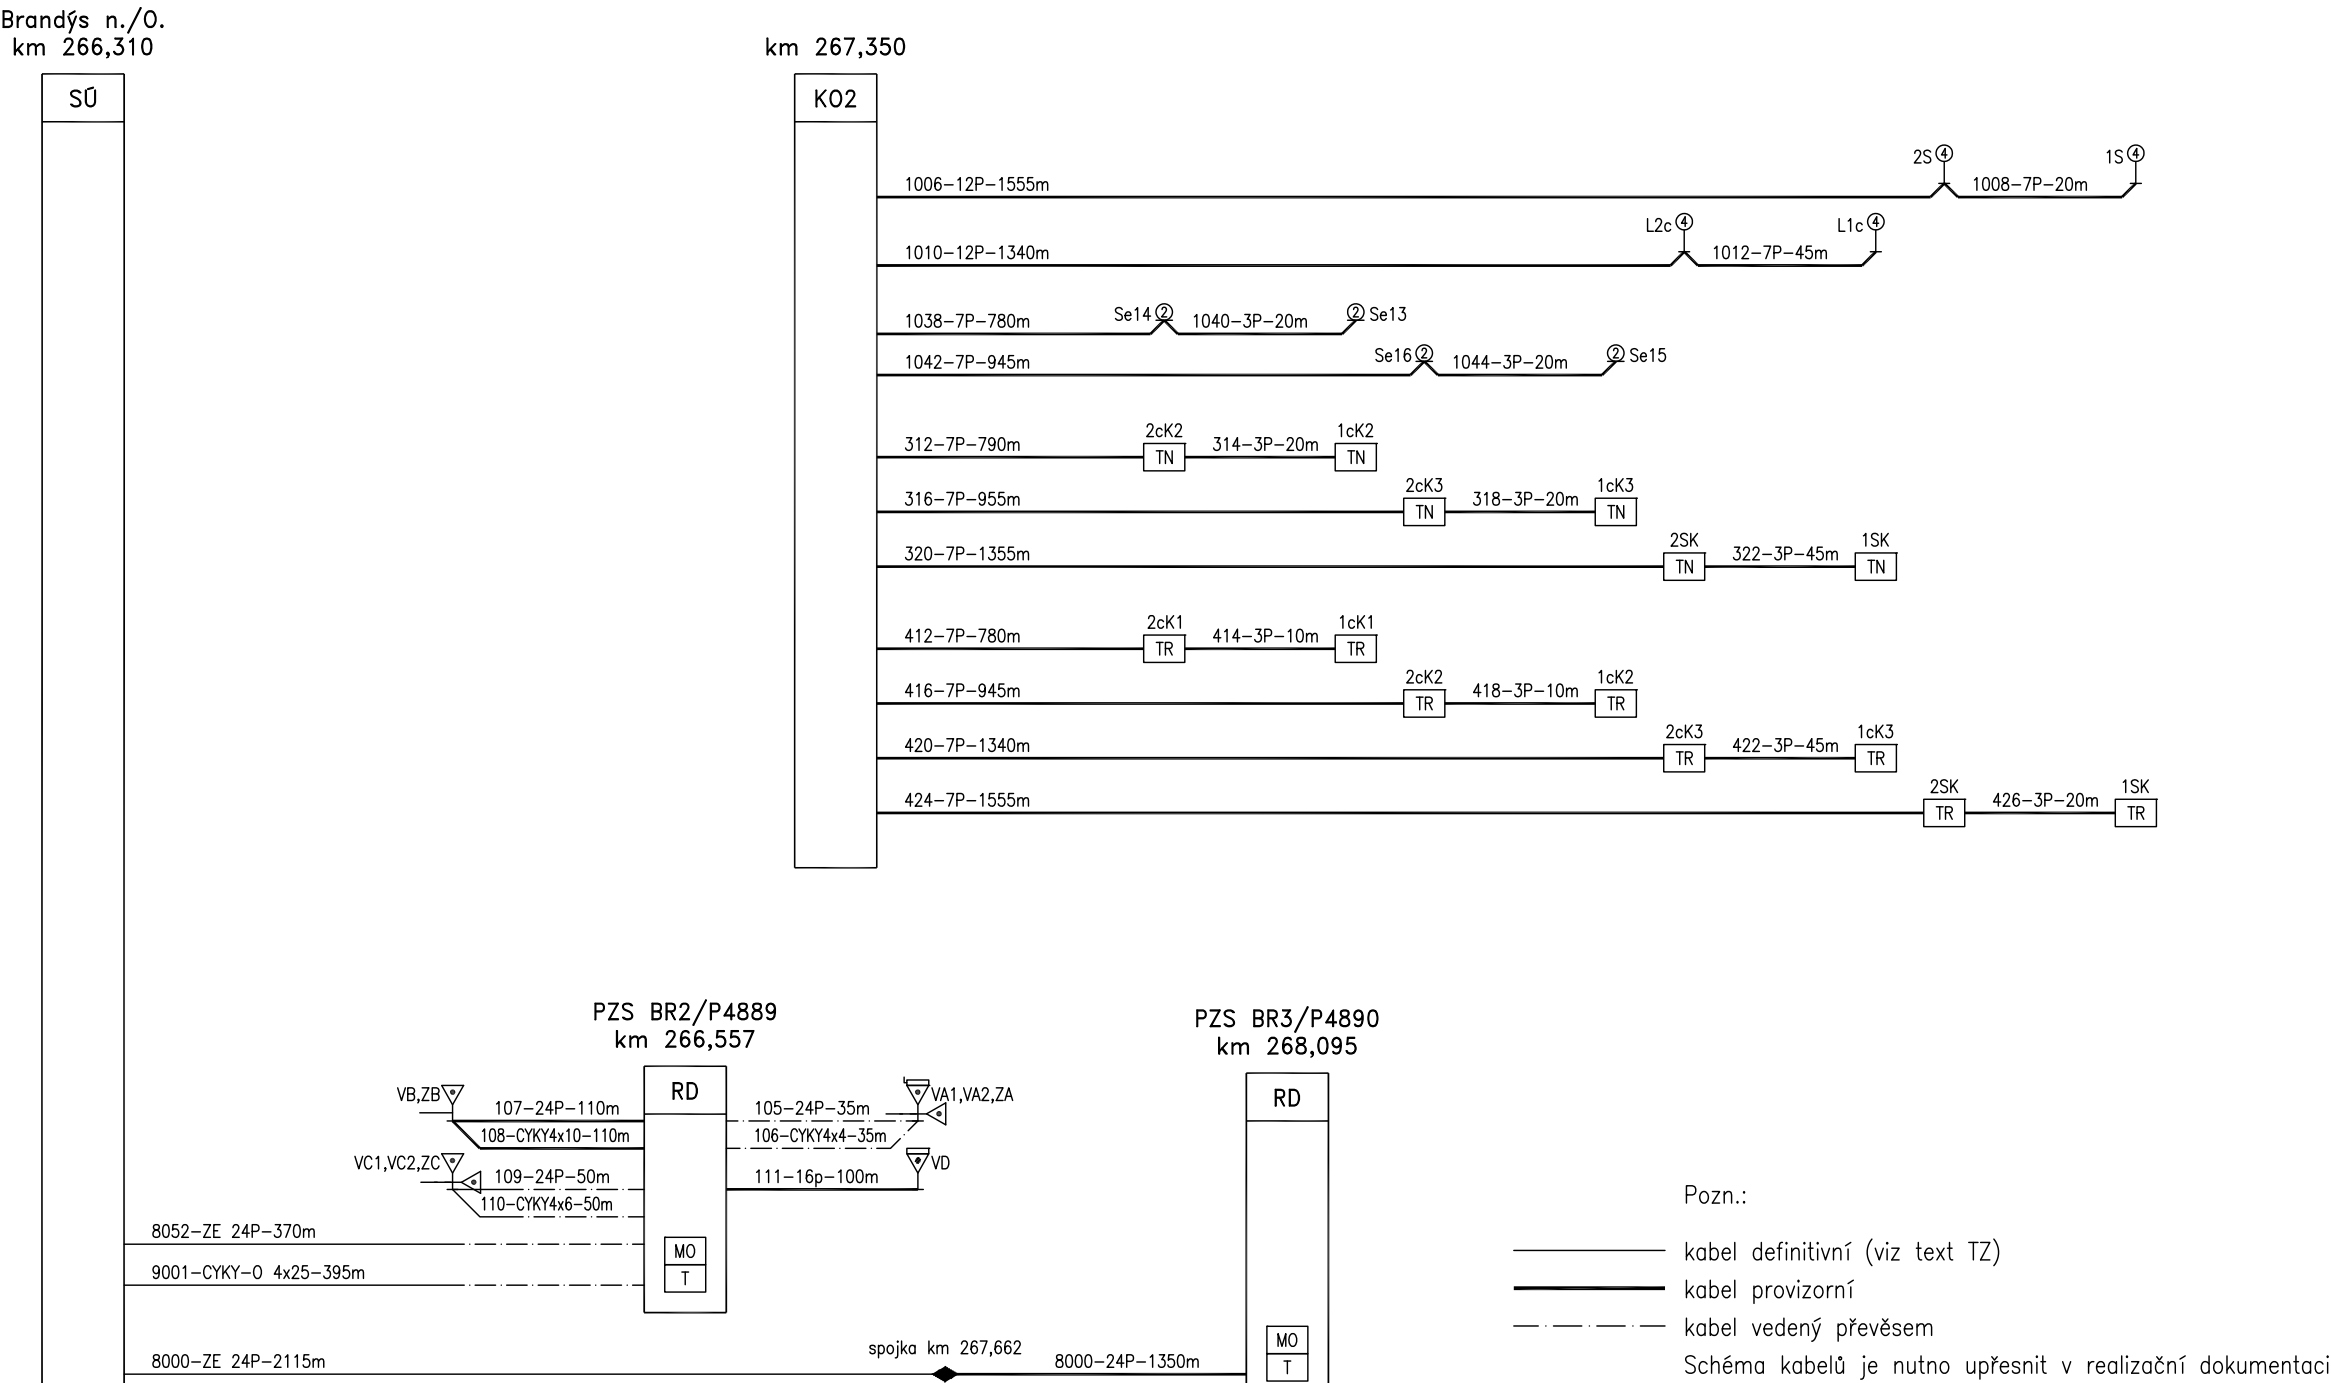 Brandýs n./O.
km 266,310
SÚ
km 267,350
KO2
1006-12P-1555m
2S 4
1008-7P-20m
1S 4
1010-12P-1340m
L2c 4
1012-7P-45m
L1c 4
1038-7P-780m
Se14 2
1040-3P-20m
2 Se13
1042-7P-945m
Se16 2
1044-3P-20m
2 Se15
312-7P-790m
2cK2
TN
314-3P-20m
1cK2
TN
316-7P-955m
2cK3
TN
318-3P-20m
1cK3
TN
320-7P-1355m
2SK
TN
322-3P-45m
1SK
TN
412-7P-780m
2cK1
TR
414-3P-10m
1cK1
TR
416-7P-945m
2cK2
TR
418-3P-10m
1cK2
TR
420-7P-1340m
2cK3
TR
422-3P-45m
1cK3
TR
424-7P-1555m
2SK
TR
426-3P-20m
1SK
TR
PZS BR2/P4889
km 266,557
RD
VB,ZB
107-24P-110m
108-CYKY4x10-110m
VC1,VC2,ZC
109-24P-50m
110-CYKY4x6-50m
105-24P-35m
VA1,VA2,ZA
106-CYKY4x4-35m
111-16p-100m
VD
8052-ZE 24P-370m
MO
9001-CYKY-O 4x25-395m
T
PZS BR3/P4890
km 268,095
RD
MO
T
8000-ZE 24P-2115m
spojka km 267,662
8000-24P-1350m
Pozn.:
kabel definitivní (viz text TZ)
kabel provizorní
kabel vedený převěsem
Schéma kabelů je nutno upřesnit v realizační dokumentaci